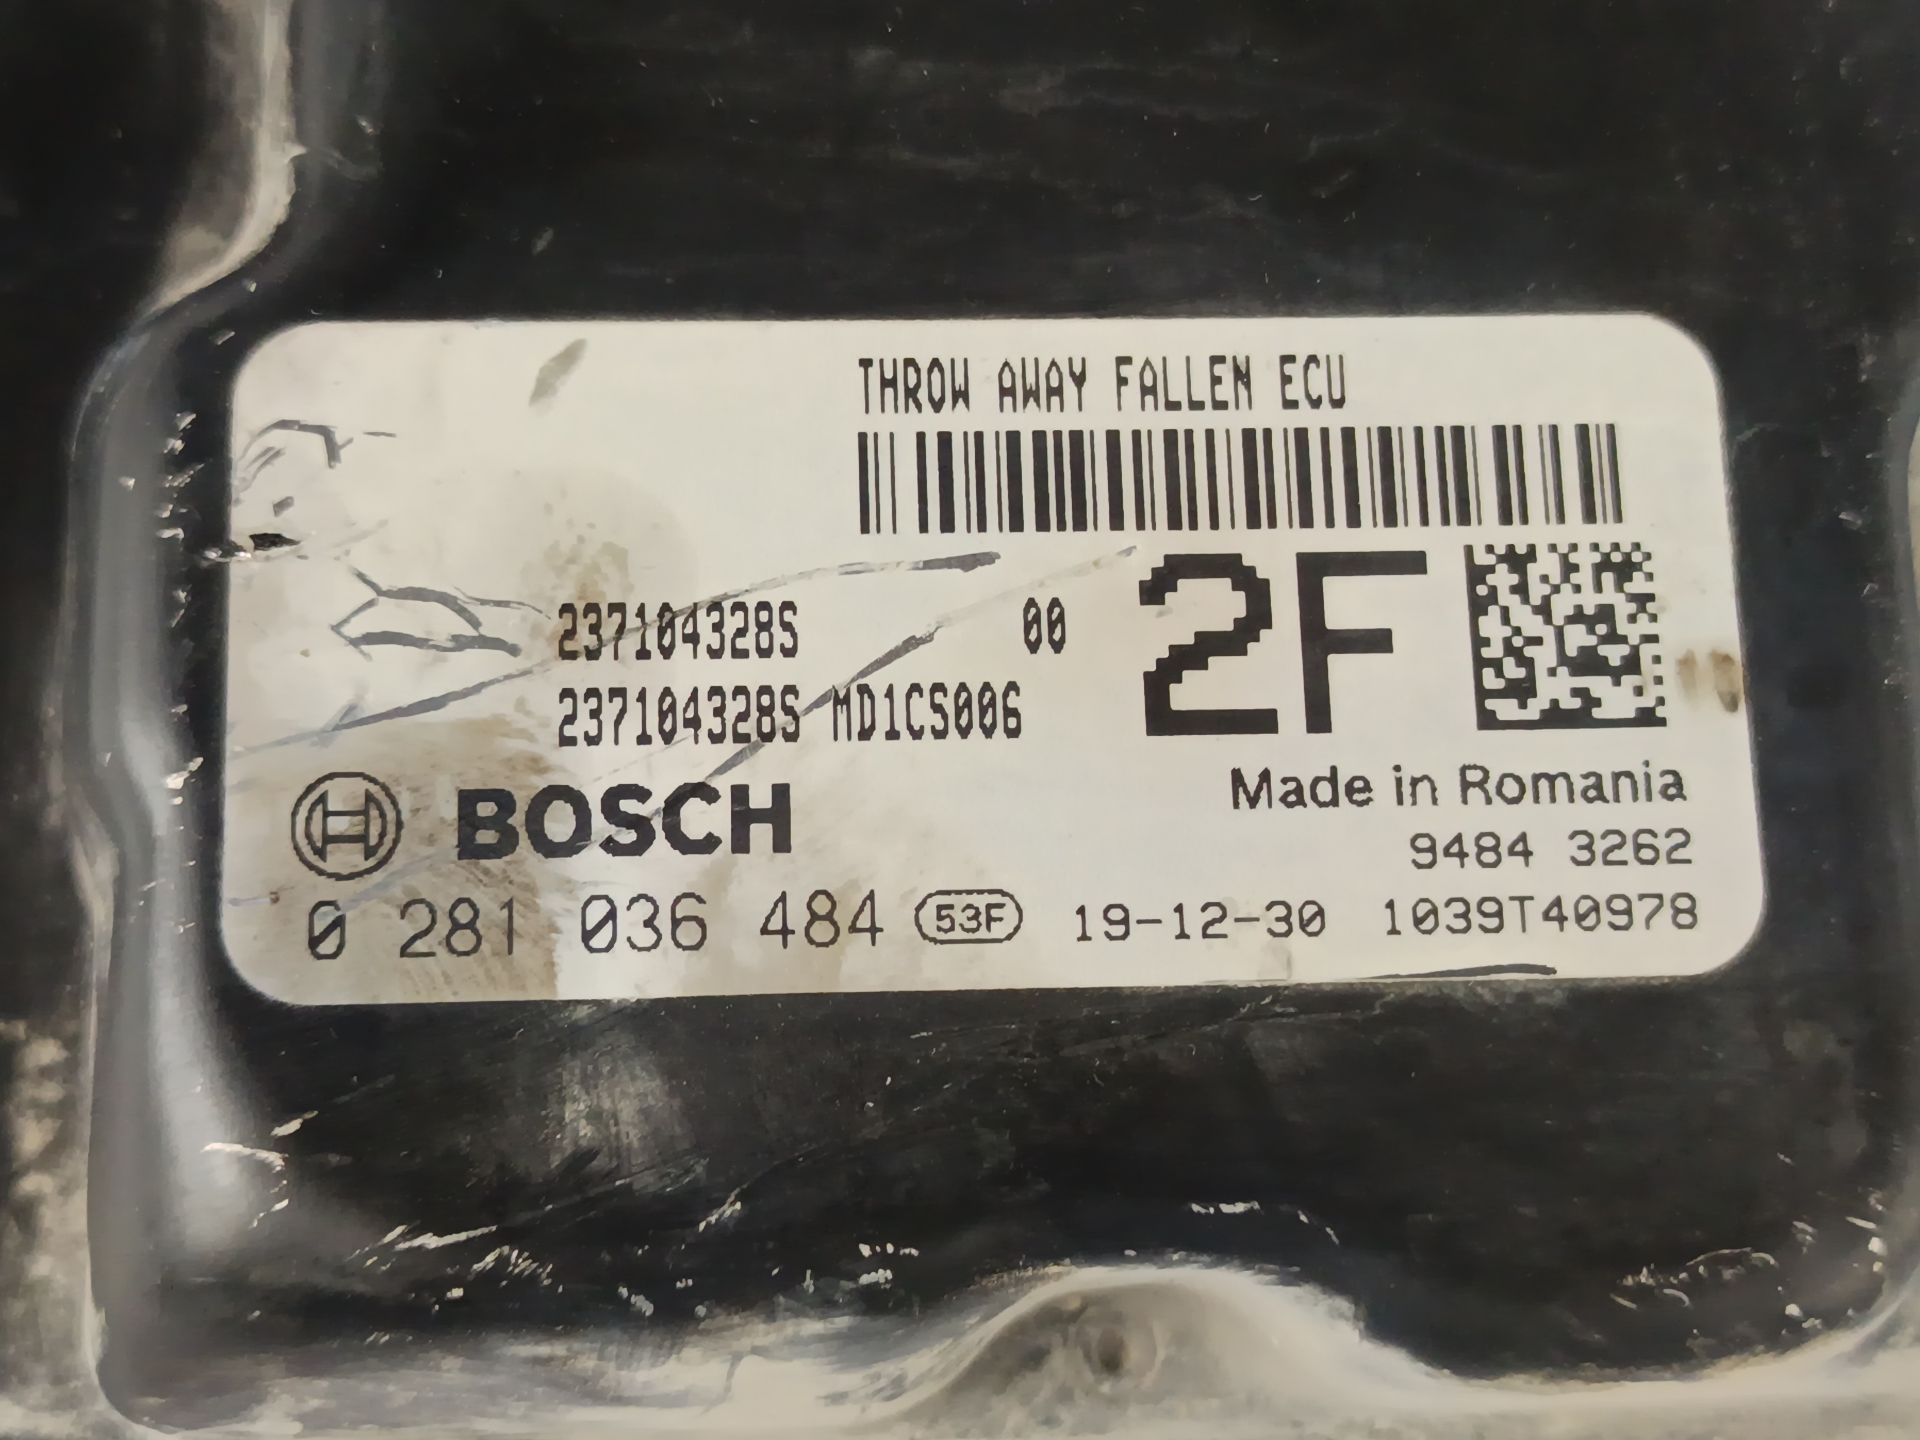 THROW AWAY FALLEN ECU
237104328S 00
237104328S MD1CS006
2F
Made in Romania
BOSCH
9484 3262
0 281 036 484 53F 19-12-30 1039T40978